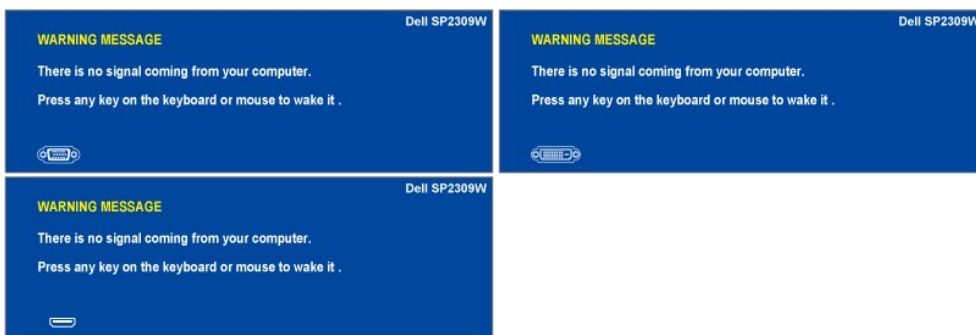 Dell SP2309W
WARNING MESSAGE
There is no signal coming from your computer.
Press any key on the keyboard or mouse to wake it .
Dell SP2309W
WARNING MESSAGE
There is no signal coming from your computer.
Press any key on the keyboard or mouse to wake it .
Dell SP2309W
WARNING MESSAGE
There is no signal coming from your computer.
Press any key on the keyboard or mouse to wake it .